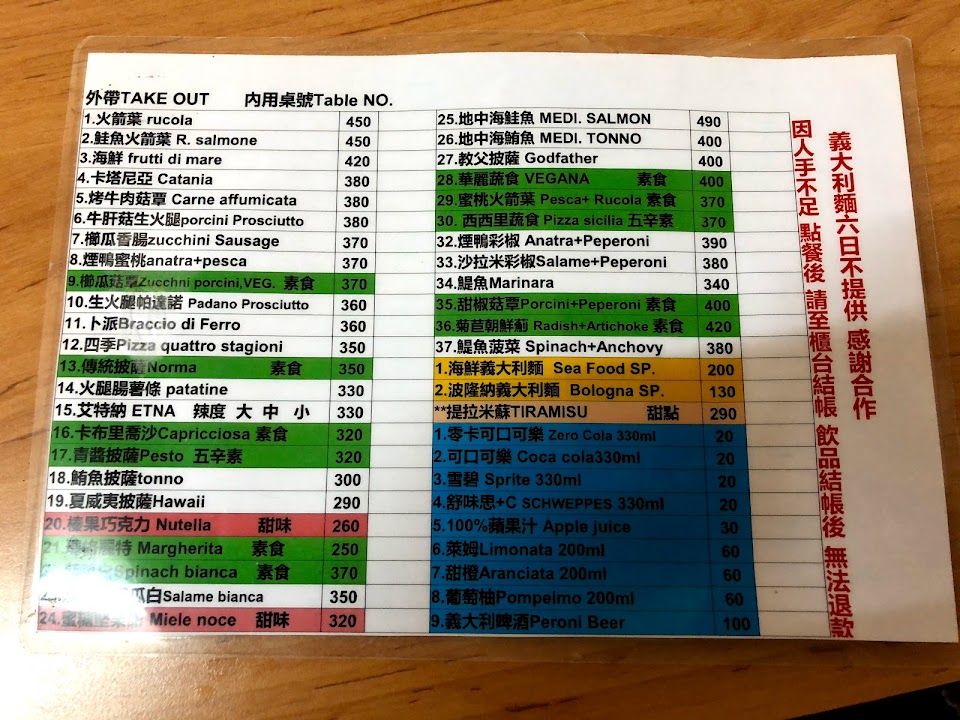 外帶TAKE OUT 內用桌號Table NO.
1.火箭葉 rucola 450
2.鮭魚火箭葉 R. salmone 450
3.海鮮 frutti di mare 420
4.卡塔尼亞 Catania 380
5.烤牛肉菇蕈 Carne affumicata 380
6.牛肝菇生火腿porcini Prosciutto 380
7.櫛瓜香腸zucchini Sausage 370
8.煙鴨蜜桃anatra+pesca 370
9.櫛瓜菇蕈Zucchni porcini,VEG. 素食 370
10.生火腿帕達諾 Padano Prosciutto 360
11.卜派Braccio di Ferro 360
12.四季Pizza quattro stagioni 350
13.傳統披薩Norma 素食 350
14.火腿腸薯條 patatine 330
15.艾特納 ETNA 辣度 大 中 小 330
16.卡布里喬沙Capricciosa 素食 320
17.青醬披薩Pesto 五辛素 320
18.鮪魚披薩tonno 300
19.夏威夷披薩Hawaii 290
20.榛果巧克力 Nutella 甜味 260
21. Margherita 素食 250
Spinach bianca 素食 370
瓜白Salame bianca 350
24.蜜糖堅果 Miele noce 甜味 320
25.地中海鮭魚 MEDI. SALMON 490
26.地中海鮪魚 MEDI. TONNO 400
27.教父披薩 Godfather 400
28.華麗蔬食 VEGANA 素食 400
29.蜜桃火箭葉 Pesca+ Rucola 素食 370
30. 西西里蔬食 Pizza sicilia 五辛素 370
32.煙鴨彩椒 Anatra+Peperoni 390
33.沙拉米彩椒Salame+Peperoni 380
34.鯷魚Marinara 340
35.甜椒菇蕈Porcini+Peperoni 素食 400
36.菊苣朝鮮薊 Radish+Artichoke 素食 420
37.鯷魚菠菜 Spinach+Anchovy 380
1.海鮮義大利麵 Sea Food SP. 200
2.波隆納義大利麵 Bologna SP. 130
**提拉米蘇TIRAMISU 甜點 290
1.零卡可口可樂 Zero Cola 330ml 20
2.可口可樂 Coca cola330ml 20
3.雪碧 Sprite 330ml 20
4.舒味思+C SCHWEPPES 330ml 20
5.100%蘋果汁 Apple juice 30
6.萊姆Limonata 200ml 60
7.甜橙Aranciata 200ml 60
8.葡萄柚Pompelmo 200ml 60
9.義大利啤酒Peroni Beer 100
義大利麵六日不提供 感謝合作
因人手不足 點餐後 請至櫃台結帳 飲品結帳後 無法退款